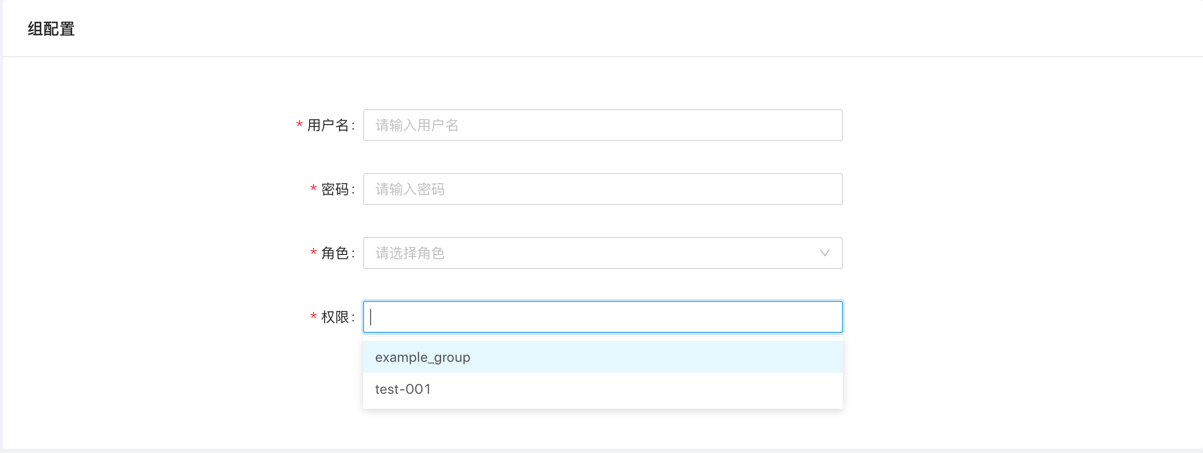 组配置
* 用户名: 请输入用户名
* 密码: 请输入密码
* 角色: 请选择角色
* 权限:
example_group
test-001